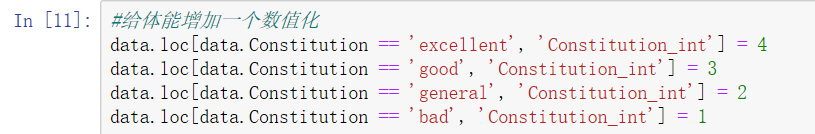 In [11]: #给体能增加一个数值化
data.loc[data.Constitution == 'excellent', 'Constitution_int'] = 4
data.loc[data.Constitution == 'good', 'Constitution_int'] = 3
data.loc[data.Constitution == 'general', 'Constitution_int'] = 2
data.loc[data.Constitution == 'bad', 'Constitution_int'] = 1